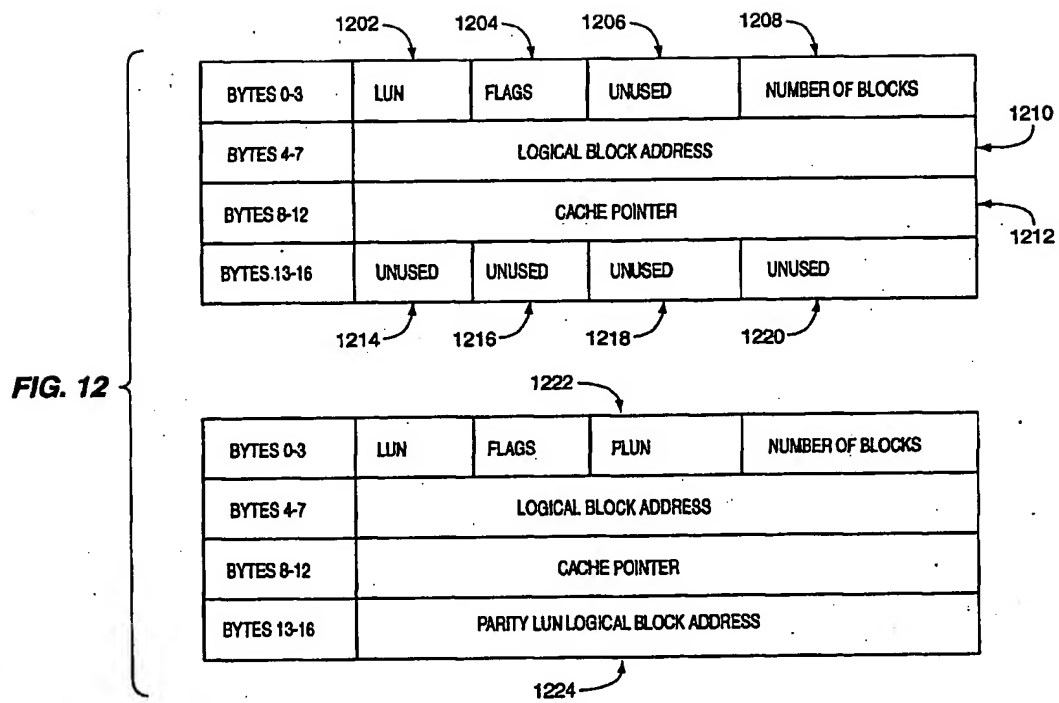 1202 1204 1206 1208
BYTES 0-3 LUN FLAGS UNUSED NUMBER OF BLOCKS
1210
BYTES 4-7 LOGICAL BLOCK ADDRESS
BYTES 8-12 CACHE POINTER
1212
BYTES.13-16 UNUSED UNUSED UNUSED UNUSED
1214 1216 1218 1220
FIG. 12
1222
BYTES 0-3 LUN FLAGS PLUN NUMBER OF BLOCKS
BYTES 4-7 LOGICAL BLOCK ADDRESS
BYTES 8-12 CACHE POINTER
BYTES 13-16 PARITY LUN LOGICAL BLOCK ADDRESS
1224